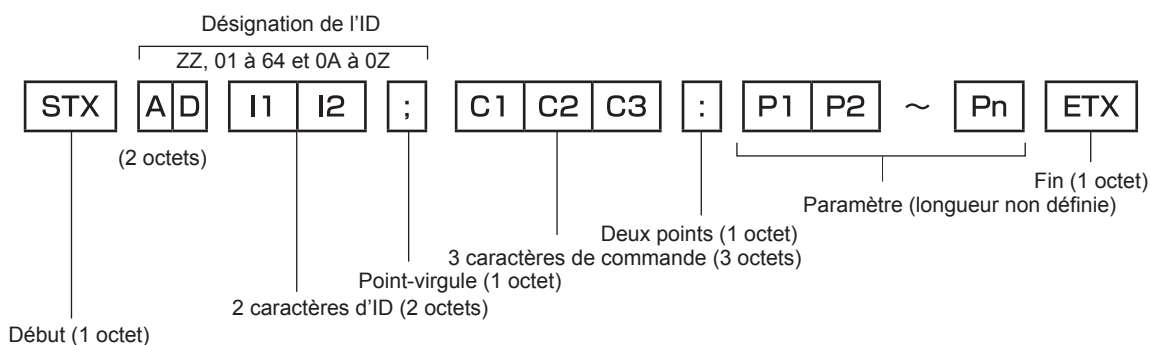 Désignation de l'ID
ZZ, 01 à 64 et 0A à 0Z
STX A D I1 I2 ; C1 C2 C3 : P1 P2 ～ Pn ETX
(2 octets)
Fin (1 octet)
Paramètre (longueur non définie)
Deux points (1 octet)
3 caractères de commande (3 octets)
Point-virgule (1 octet)
2 caractères d'ID (2 octets)
Début (1 octet)